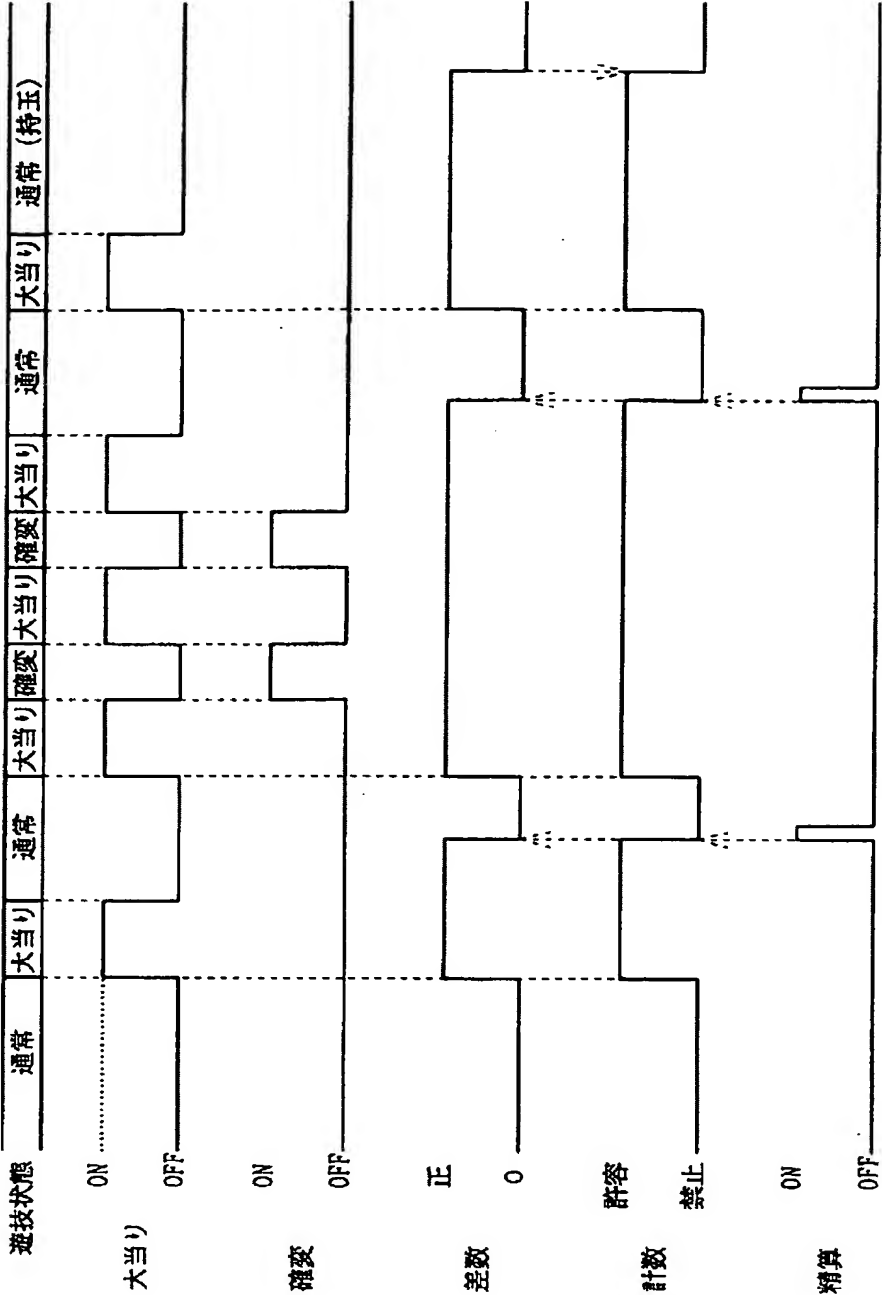 遊技状態 通常 大当り 通常 大当り 確変 大当り 確変 大当り 通常 大当り 通常 (持玉)
大当り ON
OFF
確変 ON
OFF
差数 正
0
計数 許容
禁止
精算 ON
OFF